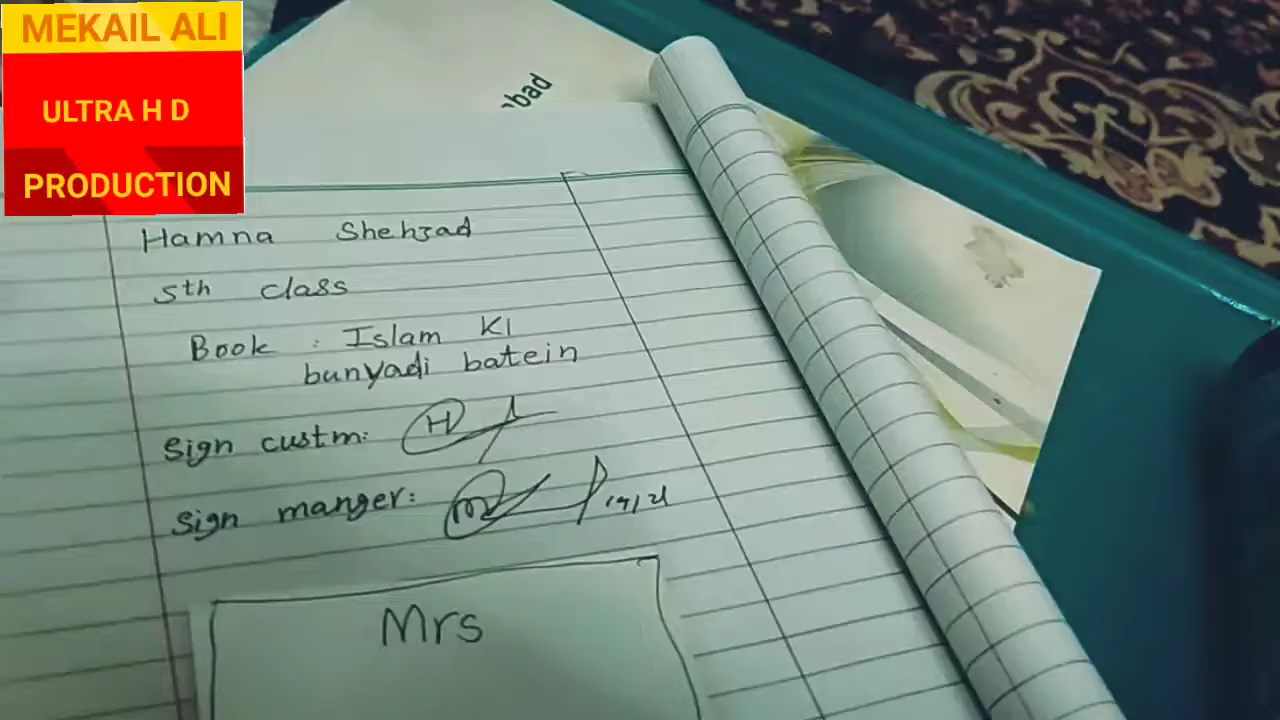 MEKAIL ALI
ULTRA H D
PRODUCTION
Hamna Shehzad
5th class
Book : Islam KI
bunyadi batein
Sign custm:
Sign manger:
Mrs